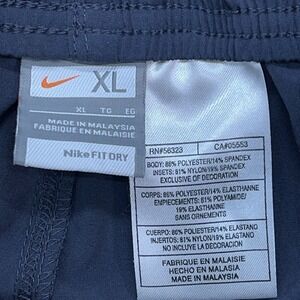 XL
XL TG EG
MADE IN MALAYSIA
FABRIQUE EN MALAISIE
Nike FIT DRY
RN#56323 CA#05553
BODY: 86% POLYESTER/14% SPANDEX
INSETS: 81% NYLON/19% SPANDEX
EXCLUSIVE OF DECORATION
CORPS: 86% POLYESTER/14% ELASTHANNE
EMPIECEMENTS: 81% POLYAMIDE/
19% ELASTHANNE
SANS ORNEMENTS
CUERPO: 86% POLIESTER/14% ELASTANO
INJERTOS: 81% NYLON/19% ELASTANO
NO INCLUYE LA DECORACION
FABRIQUE EN MALAISIE
HECHO EN MALASIA
MADE IN MALAYSIA